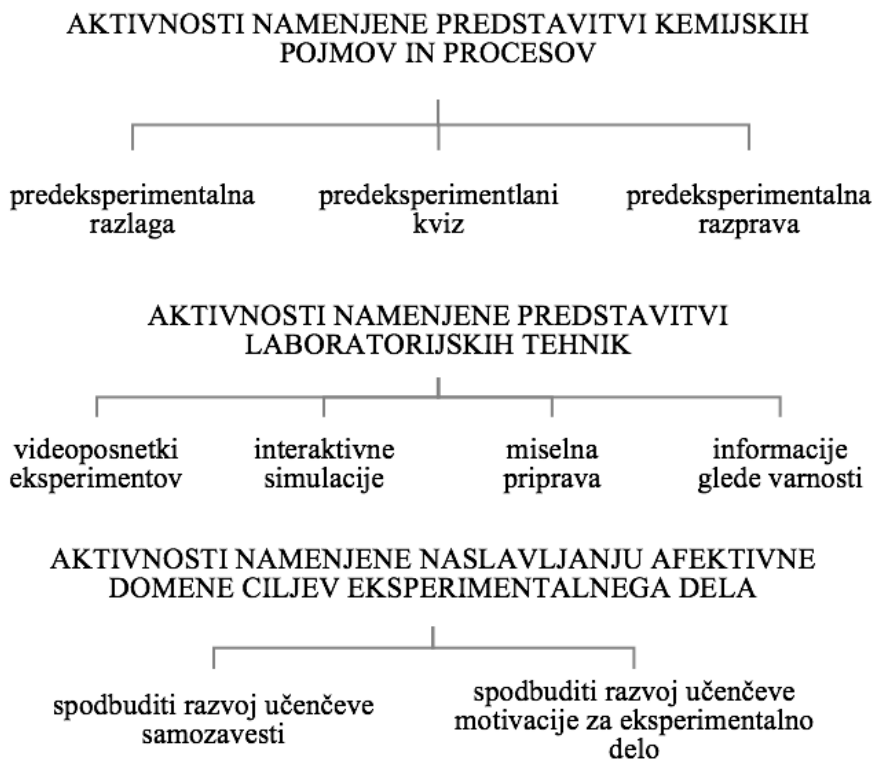 AKTIVNOSTI NAMENJENE PREDSTAVITVI KEMIJSKIH
POJMOV IN PROCESOV
predeksperimentalna
razlaga
predeksperimentlani
kviz
predeksperimentalna
razprava
AKTIVNOSTI NAMENJENE PREDSTAVITVI
LABORATORIJSKIH TEHNIK
videoposnetki
eksperimentov
interaktivne
simulacije
miselna
priprava
informacije
glede varnosti
AKTIVNOSTI NAMENJENE NASLAVLJANJU AFEKTIVNE
DOMENE CILJEV EKSPERIMENTALNEGA DELA
spodbuditi razvoj učenčeve
samozavesti
spodbuditi razvoj učenčeve
motivacije za eksperimentalno
delo